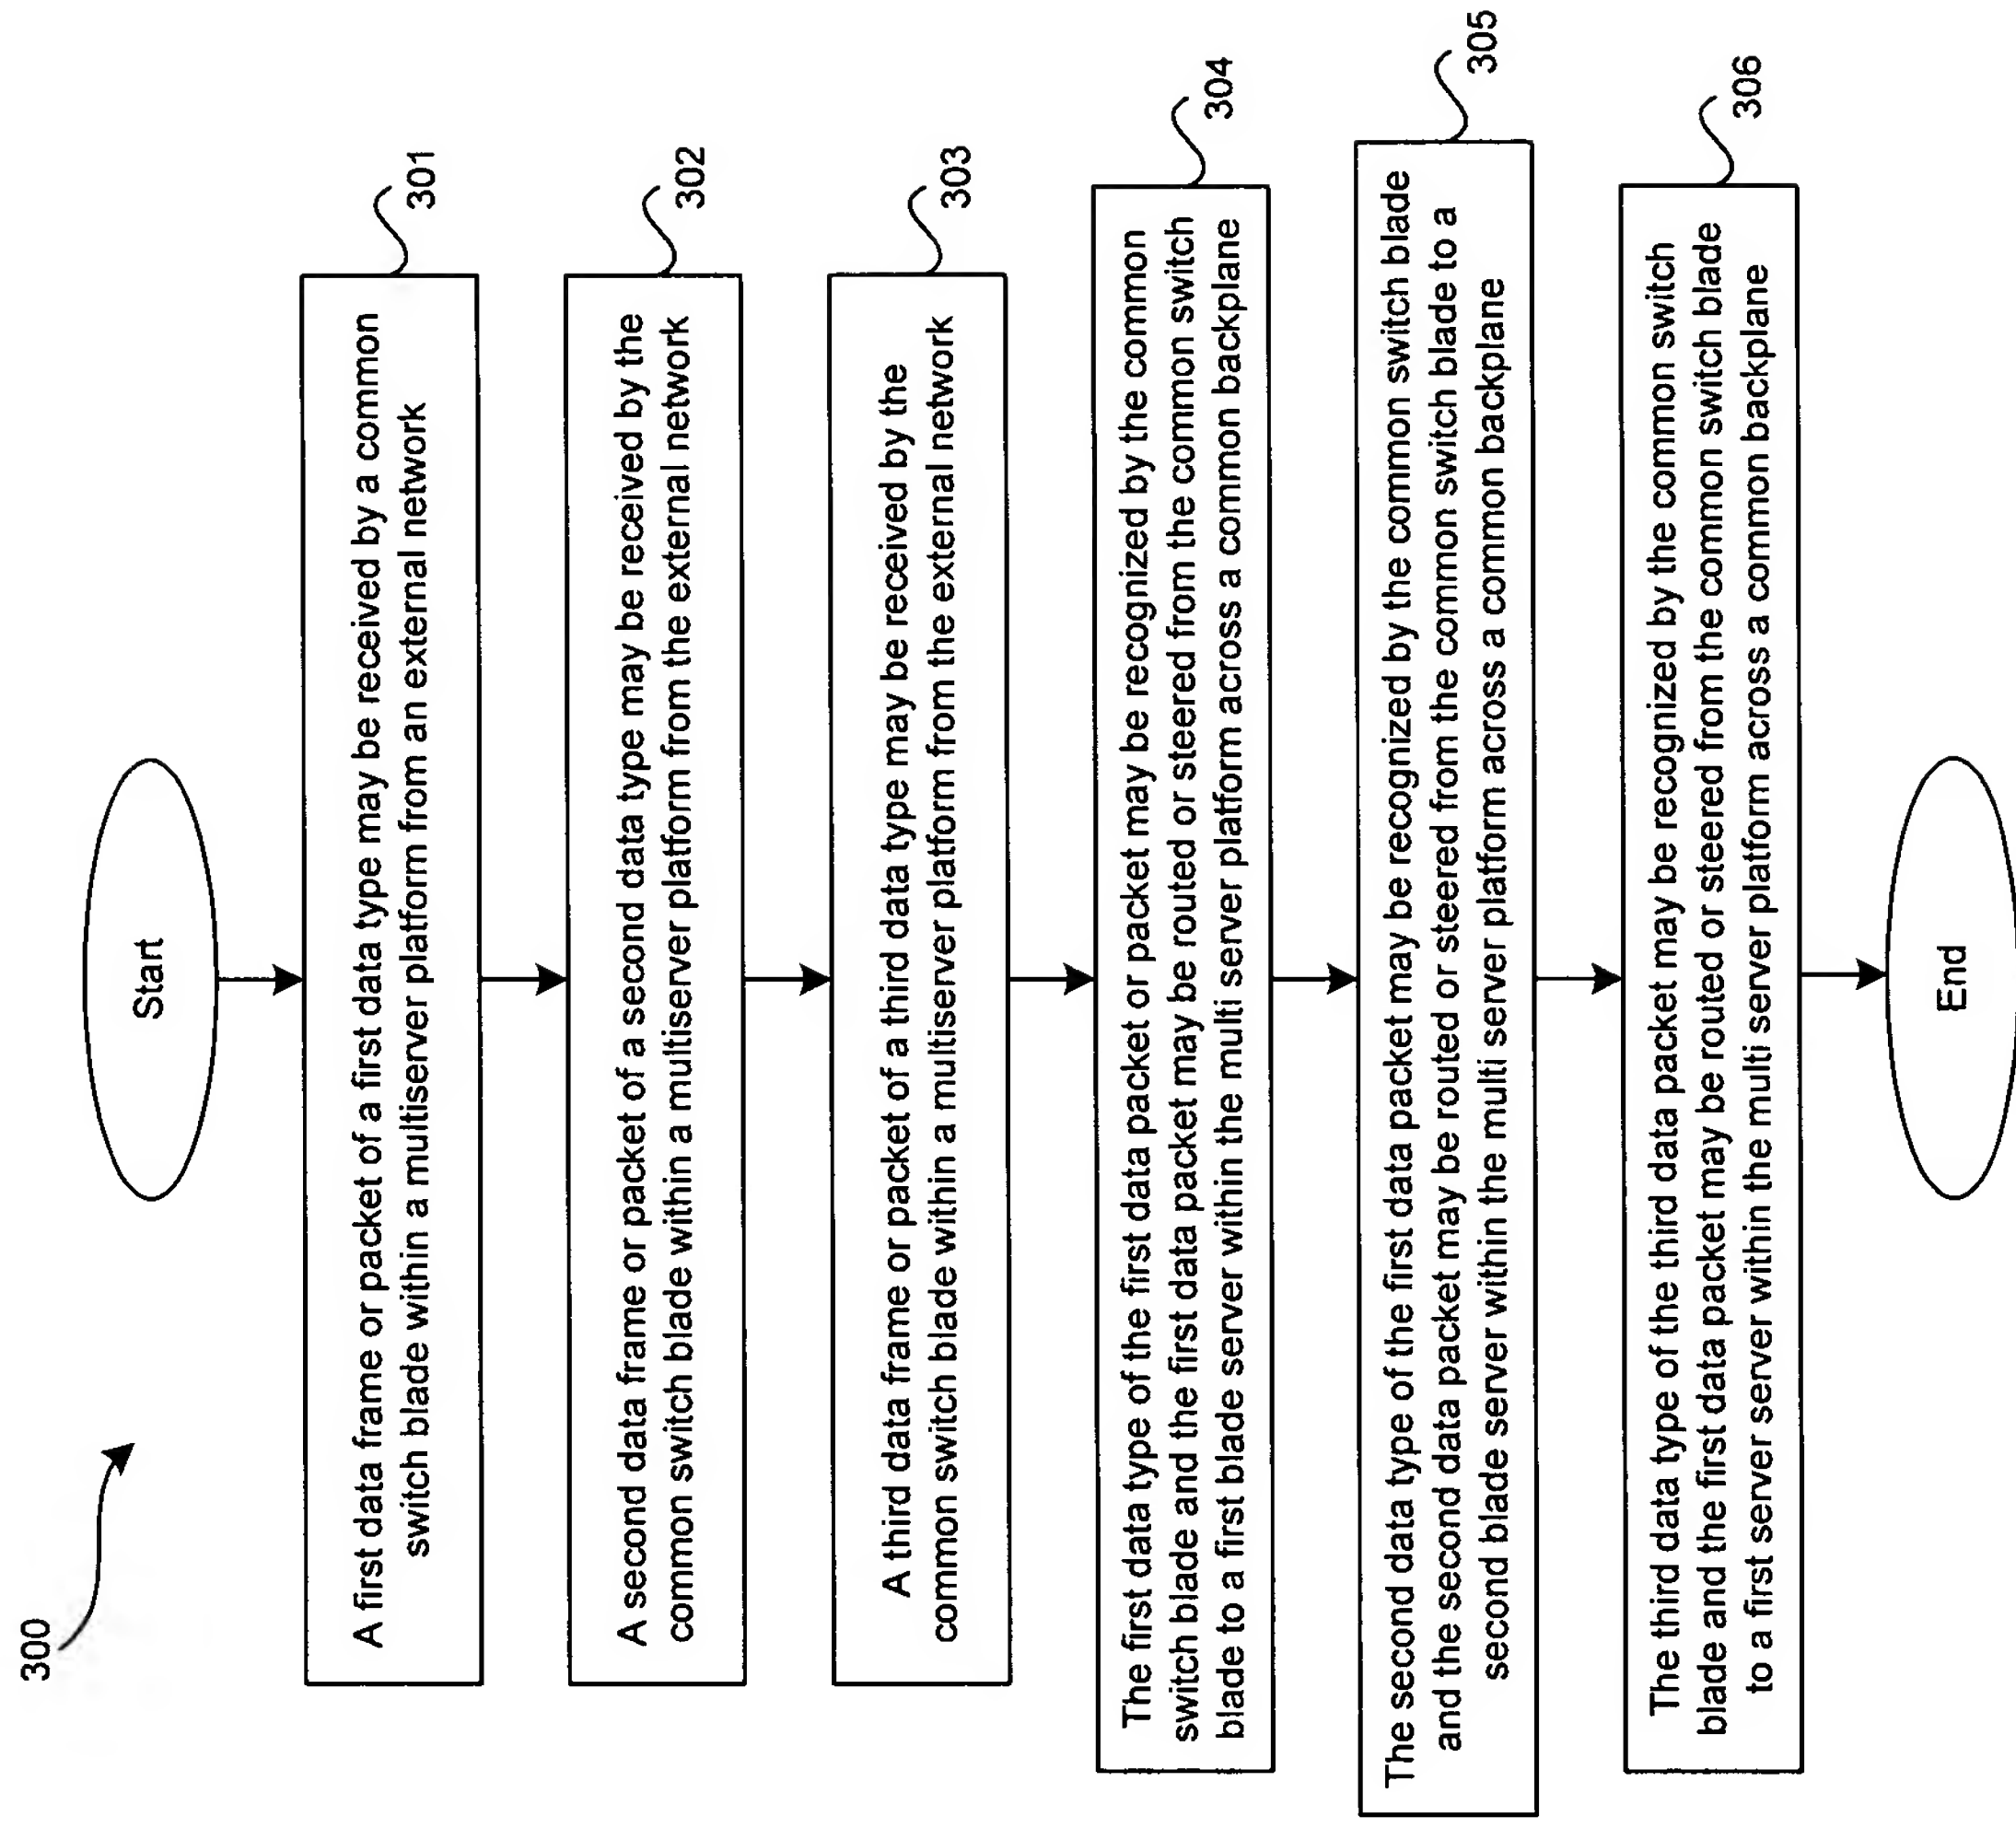 300
Start
A first data frame or packet of a first data type may be received by a common
switch blade within a multiserver platform from an external network
301
A second data frame or packet of a second data type may be received by the
common switch blade within a multiserver platform from the external network
302
A third data frame or packet of a third data type may be received by the
common switch blade within a multiserver platform from the external network
303
The first data type of the first data packet or packet may be recognized by the common
switch blade and the first data packet may be routed or steered from the common switch
blade to a first blade server within the multi server platform across a common backplane
304
The second data type of the first data packet may be recognized by the common switch blade
and the second data packet may be routed or steered from the common switch blade to a
second blade server within the multi server platform across a common backplane
305
The third data type of the third data packet may be recognized by the common switch
blade and the first data packet may be routed or steered from the common switch blade
to a first server within the multi server platform across a common backplane
306
End